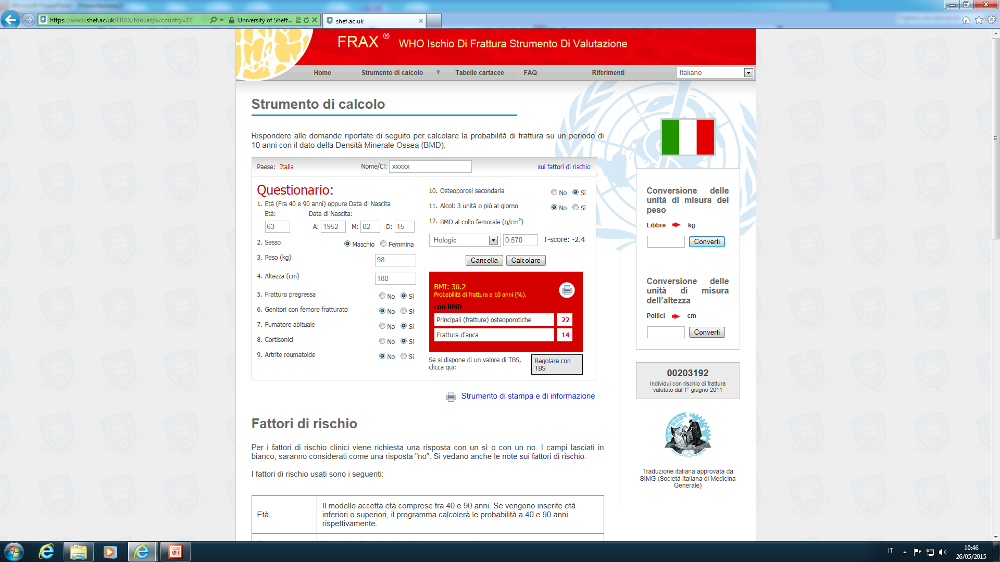 https://www.shef.ac.uk/FRAX/tool.aspx?country=11
University of Sheff...
shef.ac.uk
FRAX ®
WHO Ischio Di Frattura Strumento Di Valutazione
Home
Strumento di calcolo
Tabelle cartacee
FAQ
Riferimenti
Italiano
Strumento di calcolo
Rispondere alle domande riportate di seguito per calcolare la probabilità di frattura su un periodo di
10 anni con il dato della Densità Minerale Ossea (BMD).
Paese: Italia
Nome/Cl: xxxxx
sui fattori di rischio
Questionario:
1. Età (Fra 40 e 90 anni) oppure Data di Nascita
Età:
Data di Nascita:
63
A: 1952 M: 02 D: 15
2. Sesso
Maschio Femmina
3. Peso (kg)
98
4. Altezza (cm)
180
5. Frattura pregressa
No Sì
6. Genitori con femore fratturato
No Sì
7. Fumatore abituale
No Sì
8. Cortisonici
No Sì
9. Artrite reumatoide
No Sì
10. Osteoporosi secondaria
No Sì
11. Alcol: 3 unità o più al giorno
No Sì
12. BMD al collo femorale (g/cm²)
Hologic 0.570 T-score: -2.4
Cancella Calcolare
BMI: 30.2
Probabilità di frattura a 10 anni (%).
con BMD
Principali (fratture) osteoporotiche 22
Frattura d'anca 14
Se si dispone di un valore di TBS,
clicca qui:
Regolare con
TBS
Strumento di stampa e di informazione
Fattori di rischio
Per i fattori di rischio clinici viene richiesta una risposta con un sì o con un no. I campi lasciati in
bianco, saranno considerati come una risposta "no". Si vedano anche le note sui fattori di rischio.
I fattori di rischio usati sono i seguenti:
Età
Il modello accetta età comprese tra 40 e 90 anni. Se vengono inserite età
inferiori o superiori, il programma calcolerà le probabilità a 40 e 90 anni
rispettivamente.
Conversione delle
unità di misura del
peso
Libbre kg
Converti
Conversione delle
unità di misura
dell'altezza
Pollici cm
Converti
00203192
Individui con rischio di frattura
valutato dal 1° giugno 2011
Traduzione italiana approvata da
SIMG (Società Italiana di Medicina
Generale)
IT
10:46
26/05/2015